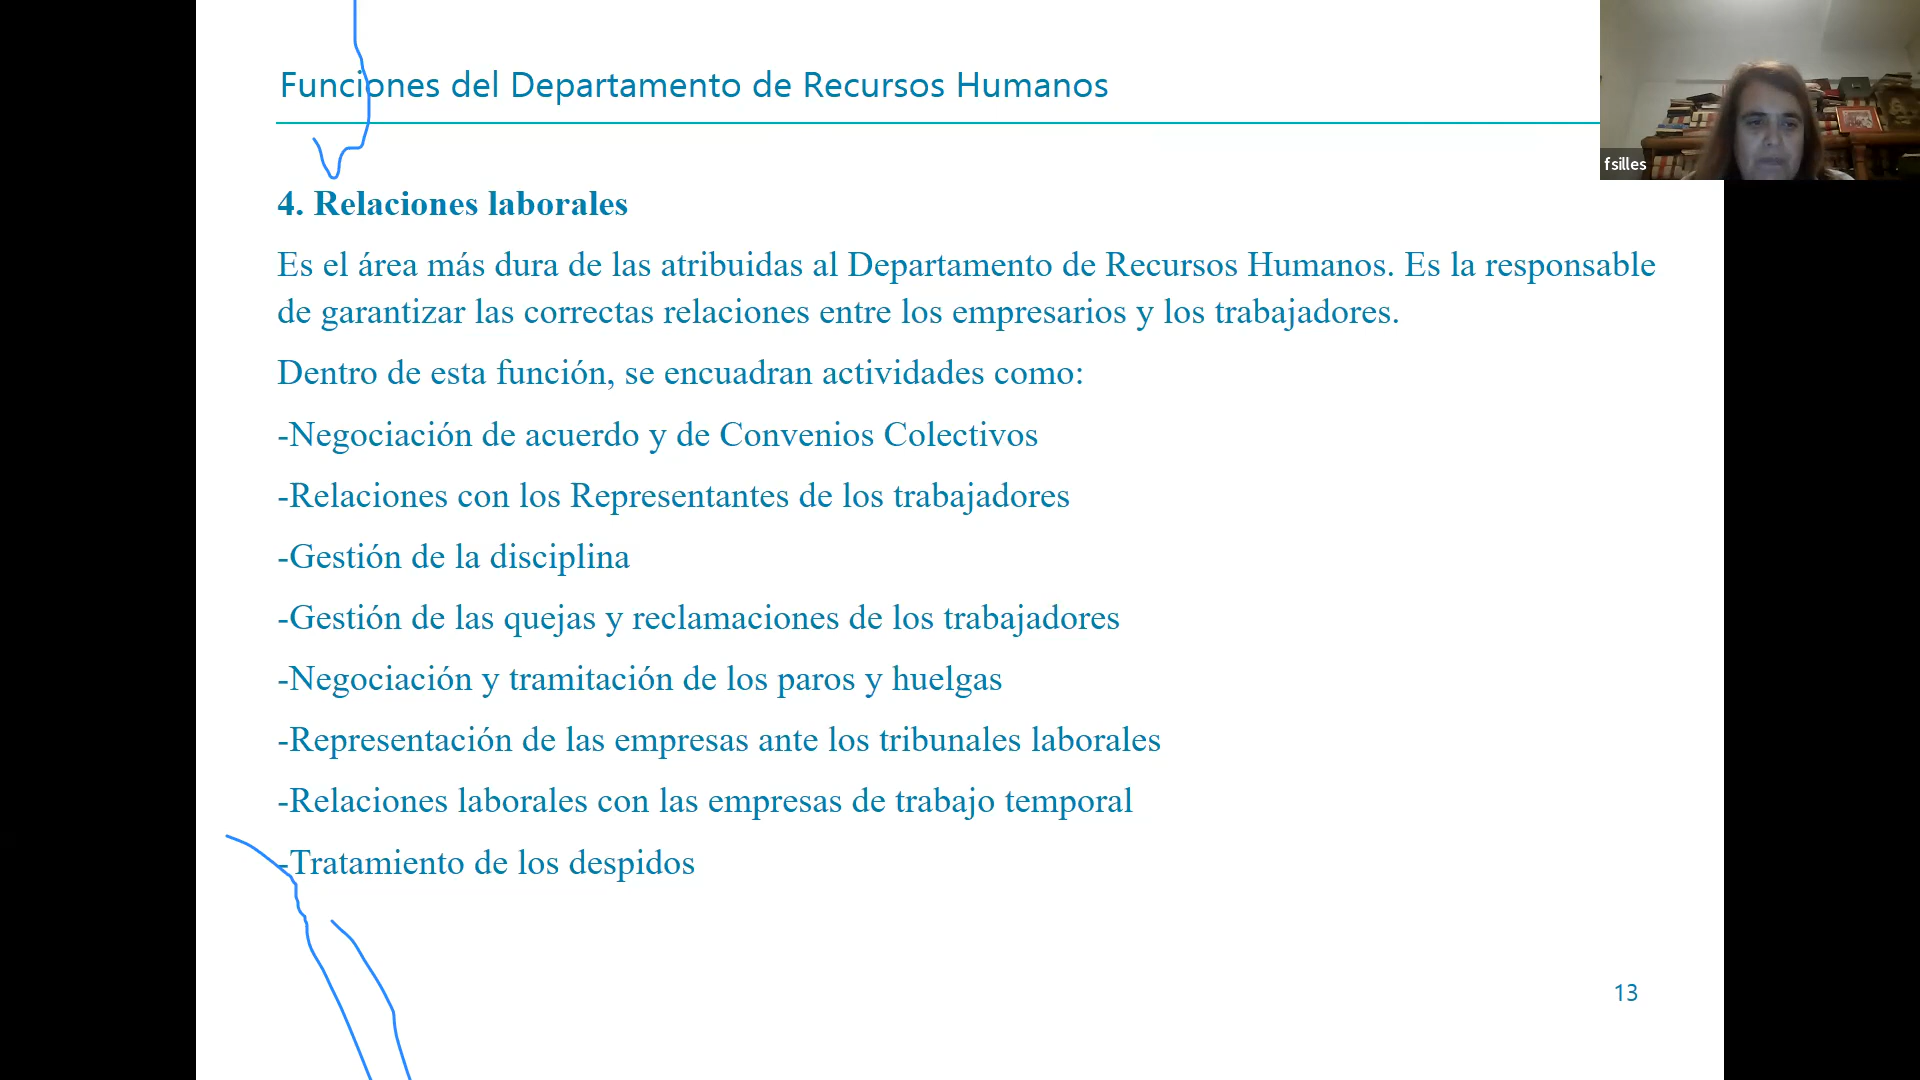 Funciones del Departamento de Recursos Humanos
fsilles
4. Relaciones laborales
Es el área más dura de las atribuidas al Departamento de Recursos Humanos. Es la responsable
de garantizar las correctas relaciones entre los empresarios y los trabajadores.
Dentro de esta función, se encuadran actividades como:
-Negociación de acuerdo y de Convenios Colectivos
-Relaciones con los Representantes de los trabajadores
-Gestión de la disciplina
-Gestión de las quejas y reclamaciones de los trabajadores
-Negociación y tramitación de los paros y huelgas
-Representación de las empresas ante los tribunales laborales
-Relaciones laborales con las empresas de trabajo temporal
-Tratamiento de los despidos
13